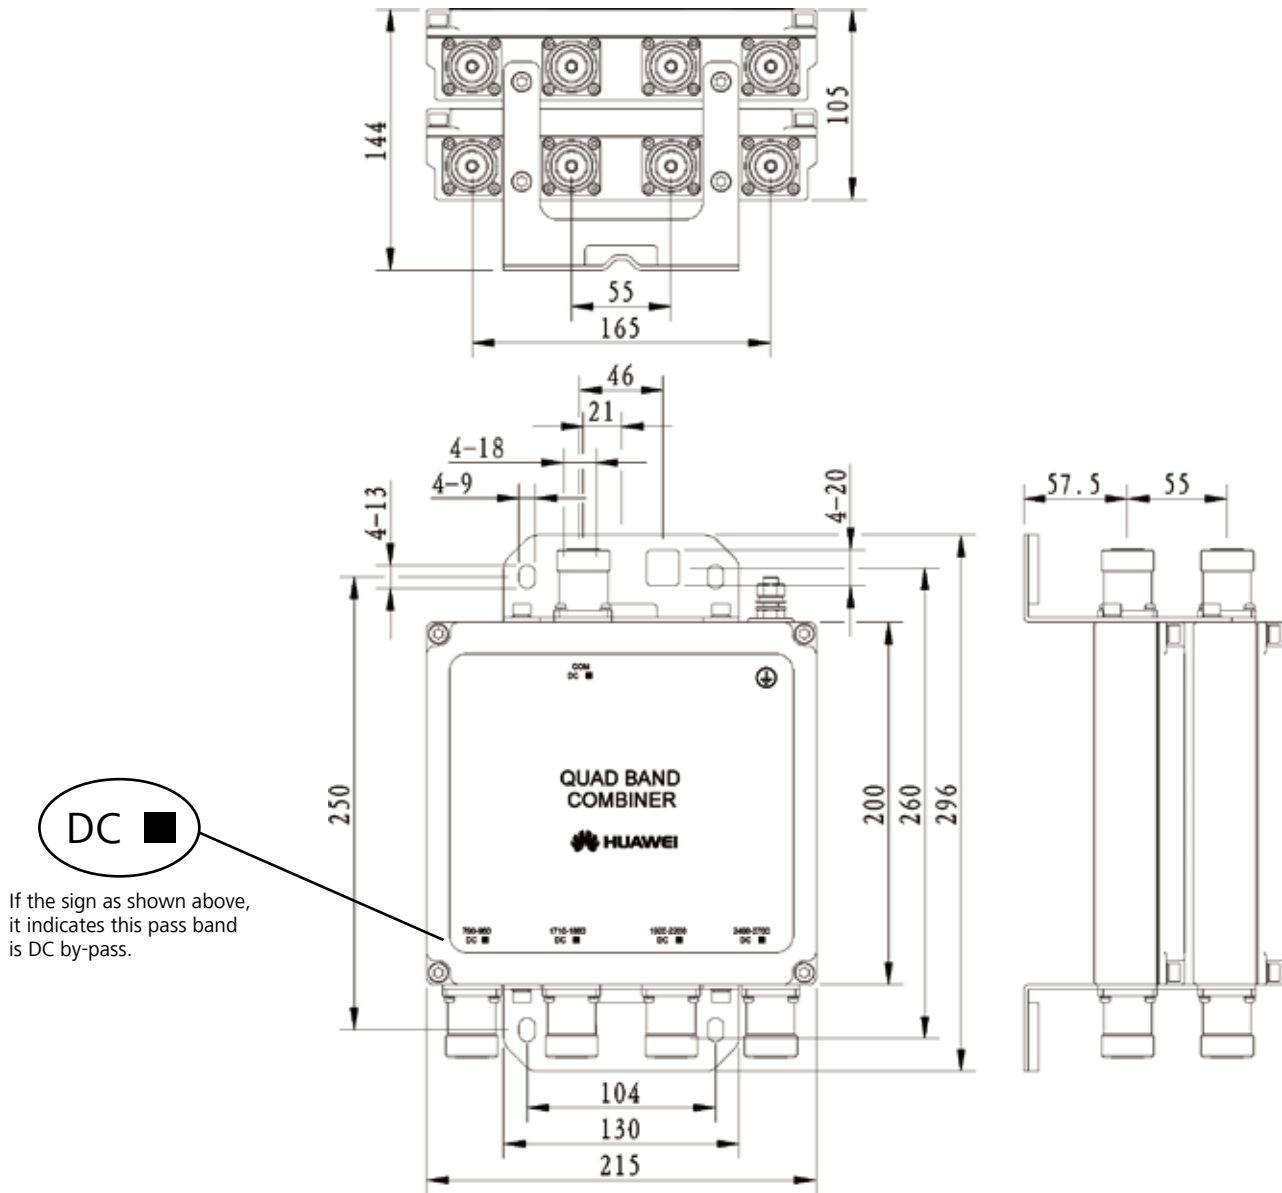 144
105
55
165
46
21
4-18
4-9
4-13
4-20
57.5
55
COM
DC
QUAD BAND
COMBINER
HUAWEI
250
200
260
296
DC
If the sign as shown above,
it indicates this pass band
is DC by-pass.
DC DC DC DC
104
130
215